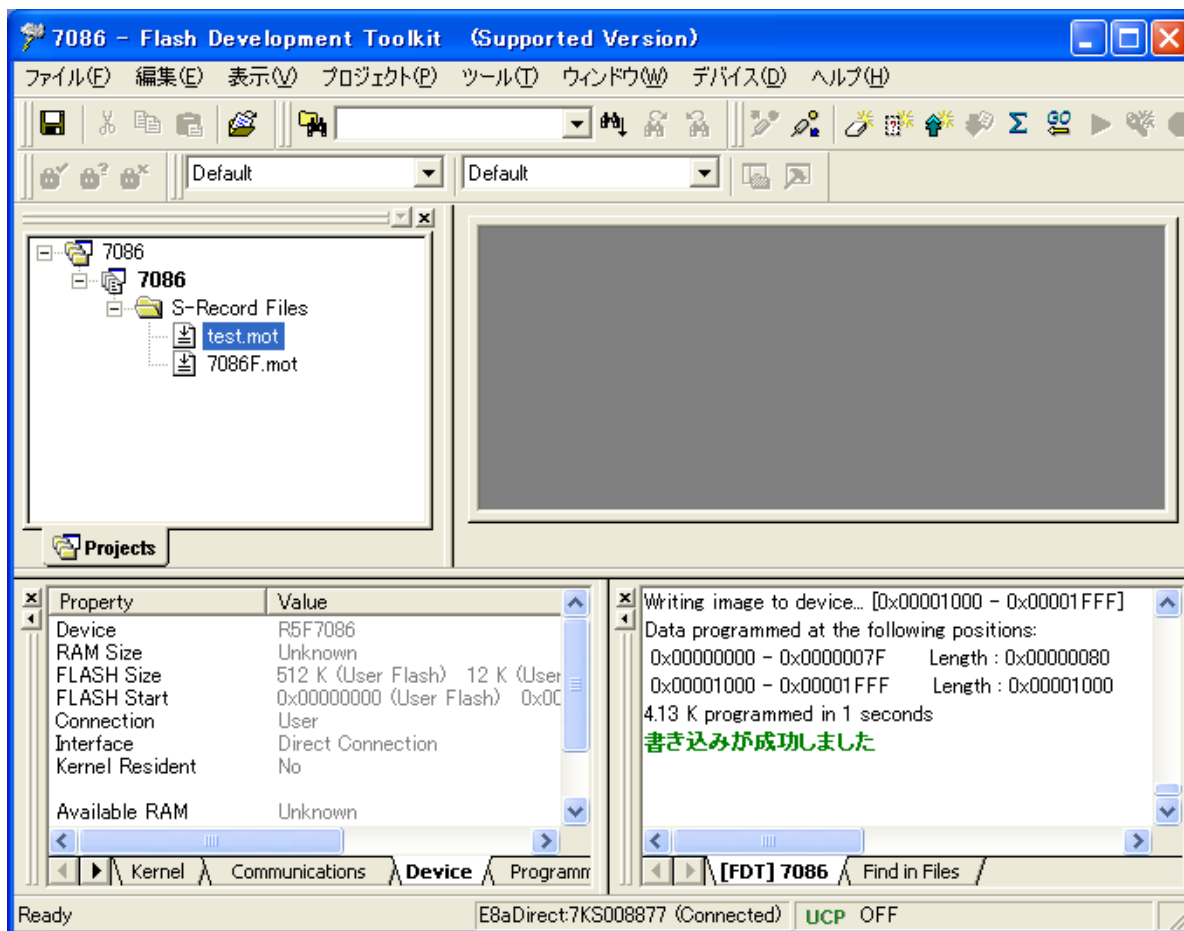 7086 - Flash Development Toolkit (Supported Version)
ファイル(F) 編集(E) 表示(V) プロジェクト(P) ツール(T) ウィンドウ(W) デバイス(D) ヘルプ(H)
GO
Default Default
7086
7086
S-Record Files
test.mot
7086F.mot
Projects
Property Value
Device R5F7086
RAM Size Unknown
FLASH Size 512 K (User Flash) 12 K (User
FLASH Start 0x00000000 (User Flash) 0x00
Connection User
Interface Direct Connection
Kernel Resident No
Available RAM Unknown
Kernel Communications Device Programm
Writing image to device... [0x00001000 - 0x00001FFF]
Data programmed at the following positions:
0x00000000 - 0x0000007F Length : 0x00000080
0x00001000 - 0x00001FFF Length : 0x00001000
4.13 K programmed in 1 seconds
書き込みが成功しました
[FDT] 7086 Find in Files
Ready E8aDirect:7KS008877 (Connected) UCP OFF